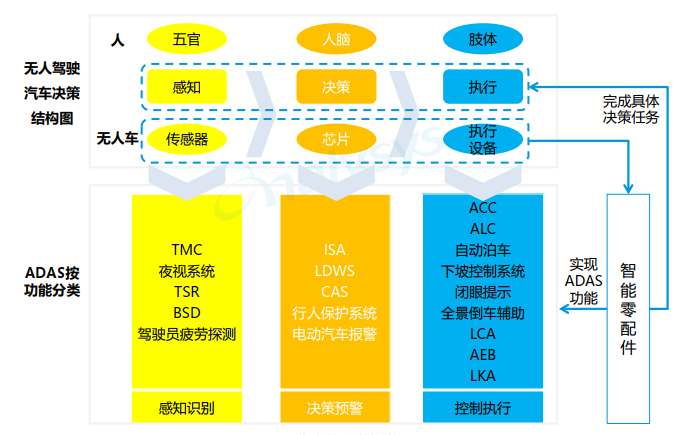 人
五官
人脑
肢体
无人驾驶
汽车决策
结构图
感知
决策
执行
完成具体
决策任务
无人车
传感器
芯片
执行
设备
analysys
ADAS按
功能分类
TMC
夜视系统
TSR
BSD
驾驶员疲劳探测
感知识别
ISA
LDWS
CAS
行人保护系统
电动汽车报警
决策预警
ACC
ALC
自动泊车
下坡控制系统
闭眼提示
全景倒车辅助
LCA
AEB
LKA
控制执行
实现
ADAS
功能
智能零配件